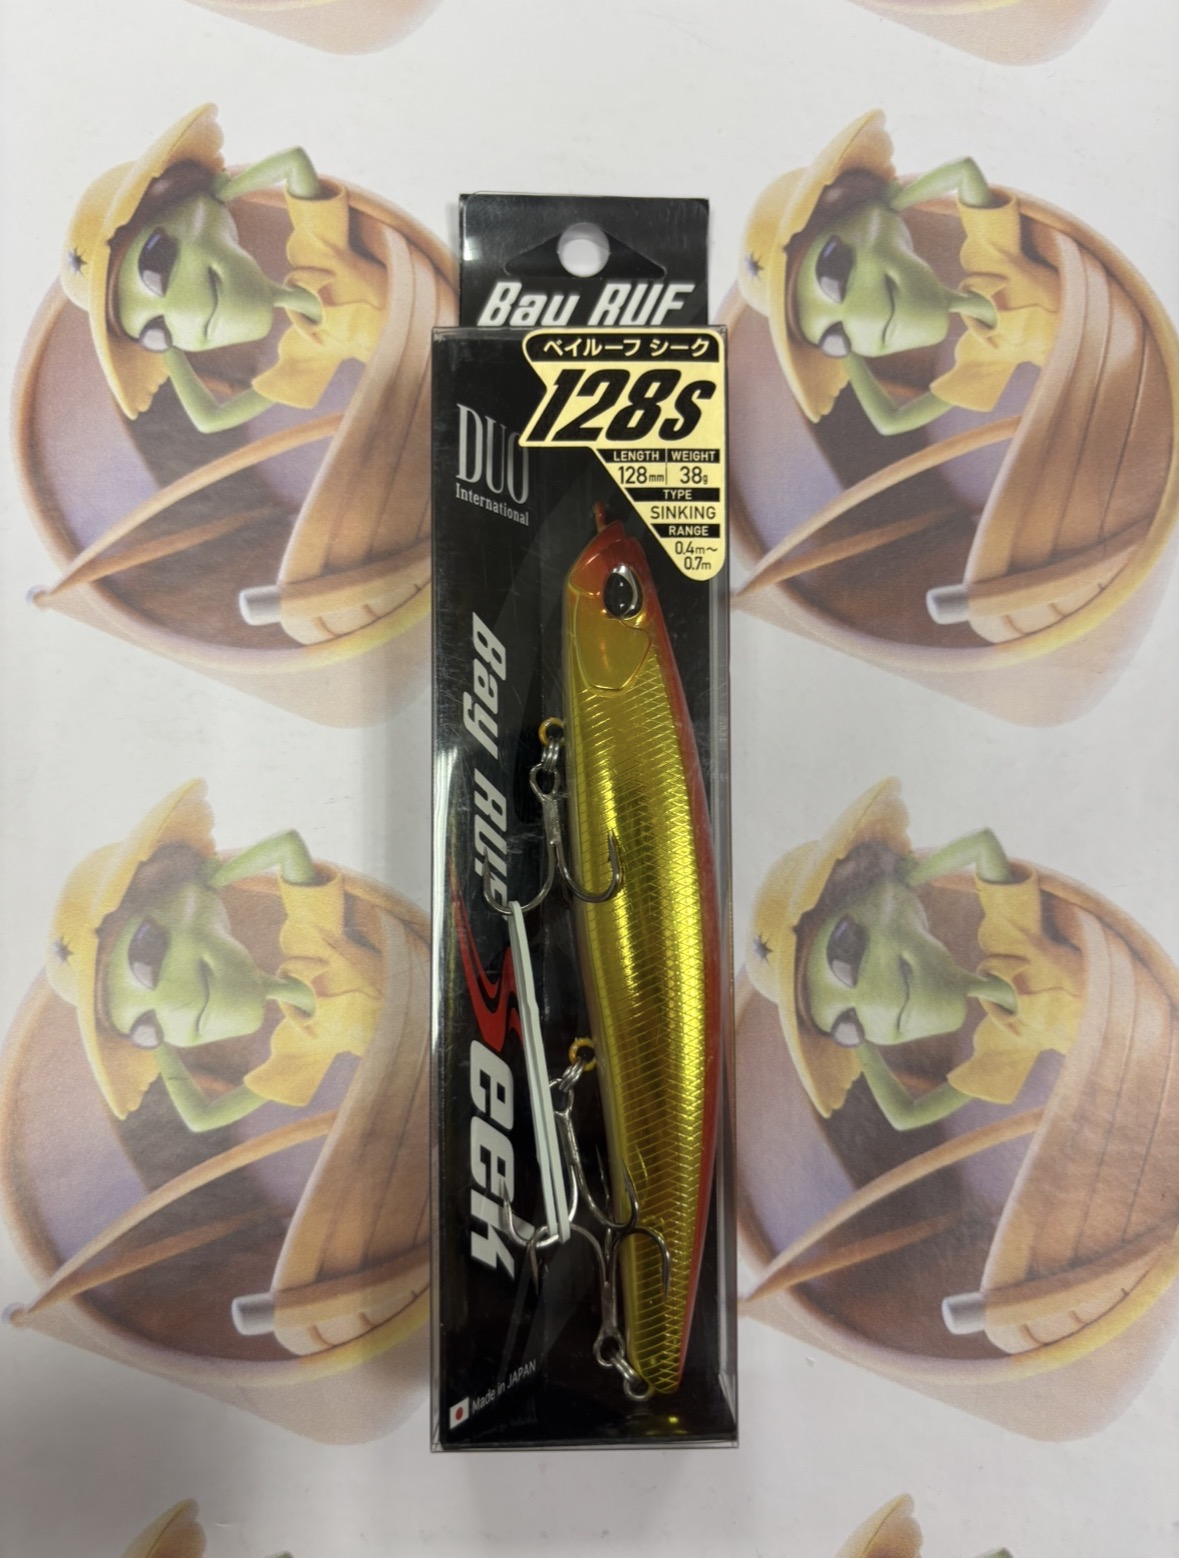 Bay RUF
ベイルーフ シーク
128s
DUO
International
LENGTH WEIGHT
128mm 38g
TYPE
SINKING
RANGE
0.4m〜
0.7m
Bay RUF
Seek
Made in JAPAN